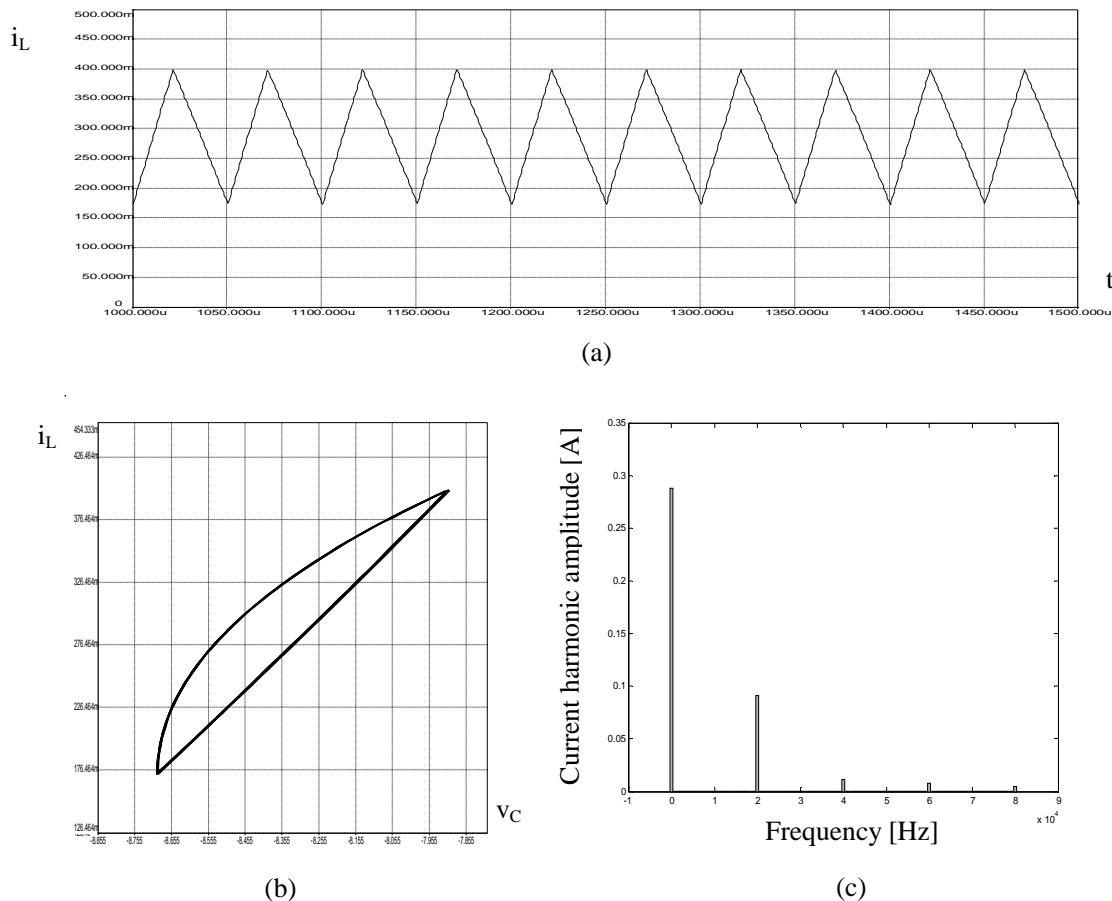 500.000m
i_L
450.000m
400.000m
350.000m
300.000m
250.000m
200.000m
150.000m
100.000m
50.000m
0
t
1000.000u 1050.000u 1100.000u 1150.000u 1200.000u 1250.000u 1300.000u 1350.000u 1400.000u 1450.000u 1500.000u
(a)
i_L
454.333m
426.464m
376.464m
326.464m
276.464m
226.464m
176.464m
126.464m
v_C
-8.855 -8.755 -8.655 -8.555 -8.455 -8.355 -8.255 -8.155 -8.055 -7.955 -7.855
(b)
Current harmonic amplitude [A]
0.35
0.3
0.25
0.2
0.15
0.1
0.05
0
-1 0 1 2 3 4 5 6 7 8 9
x 10^4
Frequency [Hz]
(c)